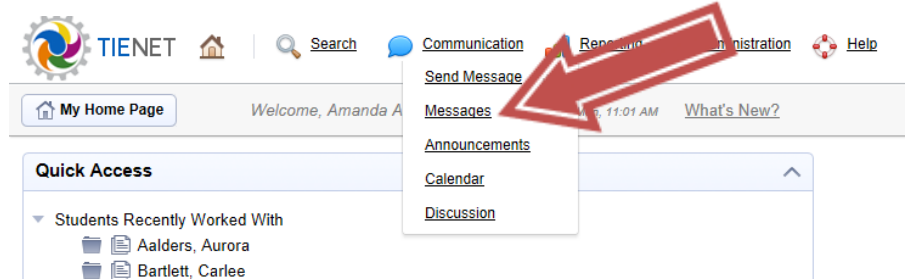 TIENET Search Communication Help
Send Message
My Home Page Welcome, Amanda A Messages 11:01 AM What's New?
Announcements
Quick Access
Calendar
Students Recently Worked With Discussion
Aalders, Aurora
Bartlett, Carlee